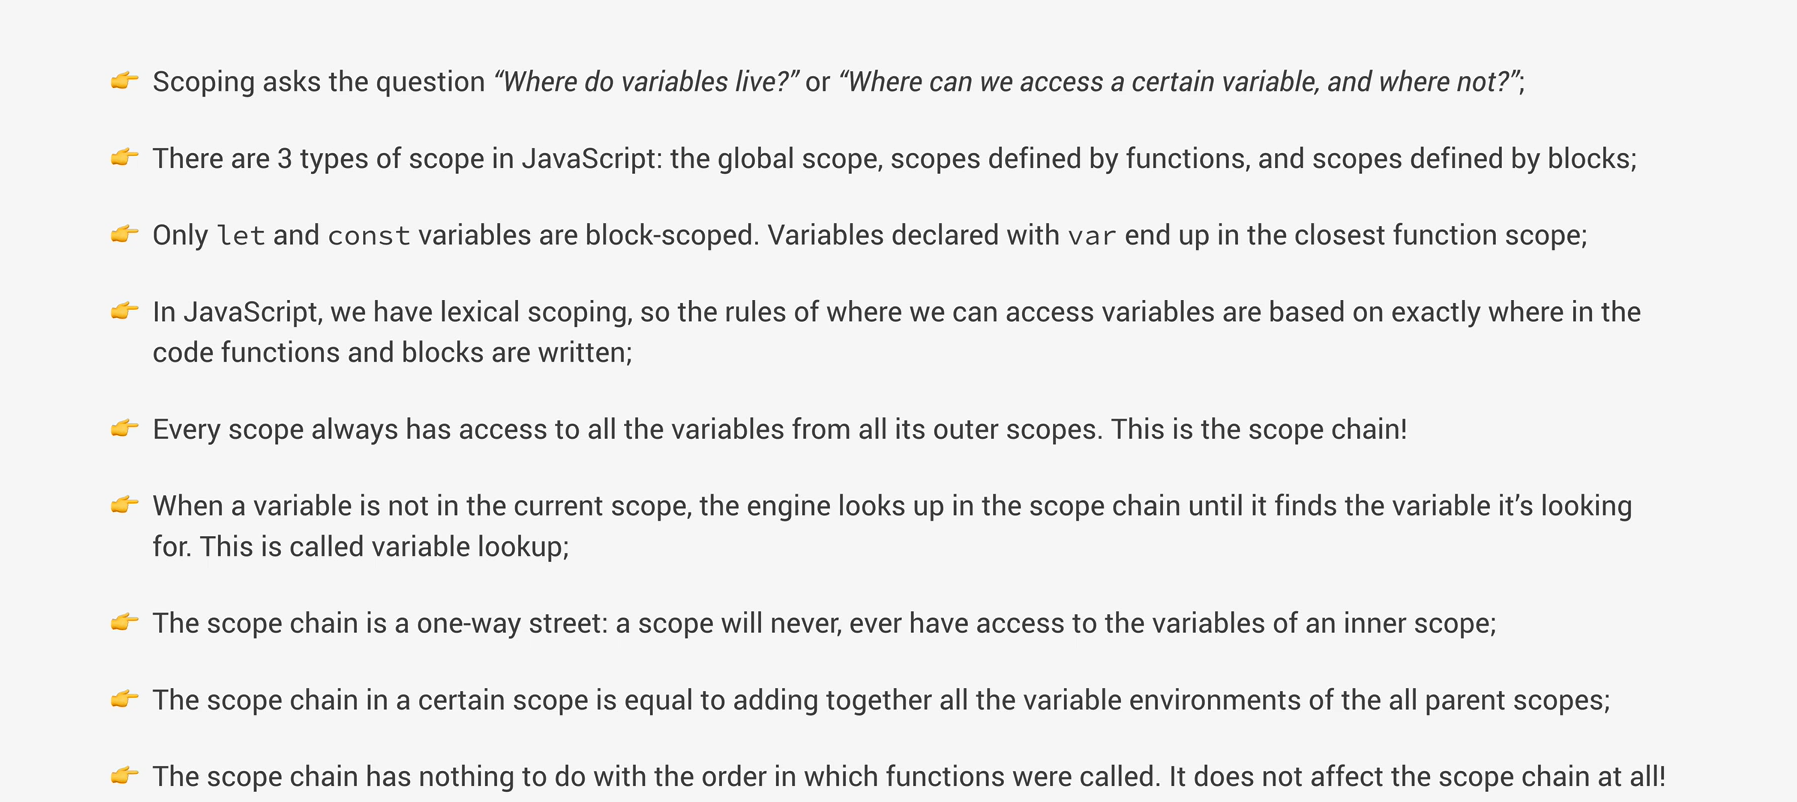 👉 Scoping asks the question “Where do variables live?” or “Where can we access a certain variable, and where not?”;
👉 There are 3 types of scope in JavaScript: the global scope, scopes defined by functions, and scopes defined by blocks;
👉 Only let and const variables are block-scoped. Variables declared with var end up in the closest function scope;
👉 In JavaScript, we have lexical scoping, so the rules of where we can access variables are based on exactly where in the
code functions and blocks are written;
👉 Every scope always has access to all the variables from all its outer scopes. This is the scope chain!
👉 When a variable is not in the current scope, the engine looks up in the scope chain until it finds the variable it’s looking
for. This is called variable lookup;
👉 The scope chain is a one-way street: a scope will never, ever have access to the variables of an inner scope;
👉 The scope chain in a certain scope is equal to adding together all the variable environments of the all parent scopes;
👉 The scope chain has nothing to do with the order in which functions were called. It does not affect the scope chain at all!